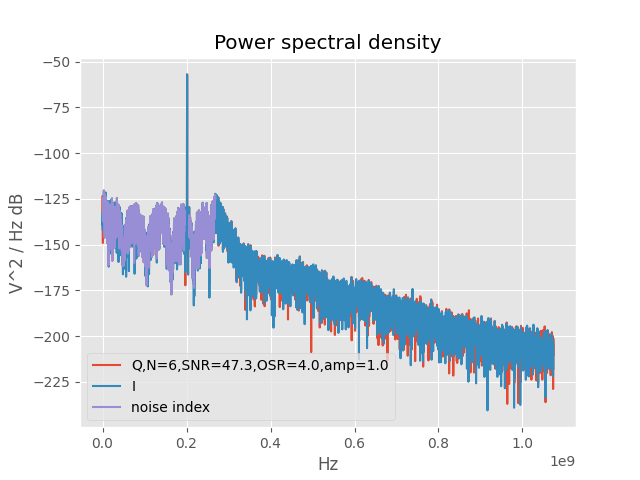 Power spectral density
−50
−75
−100
−125
−150
−175
−200
−225
V^2 / Hz dB
Q,N=6,SNR=47.3,OSR=4.0,amp=1.0
I
noise index
0.0 0.2 0.4 0.6 0.8 1.0
1e9
Hz